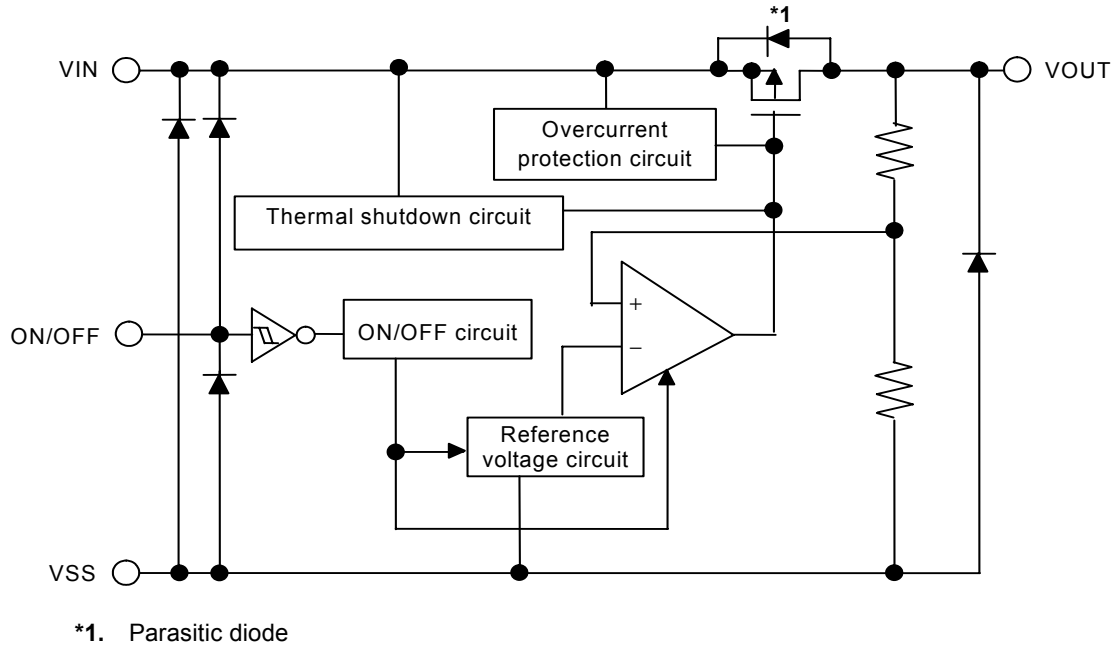 *1
VIN
VOUT
Overcurrent
protection circuit
Thermal shutdown circuit
+
ON/OFF
ON/OFF circuit
−
Reference
voltage circuit
VSS
*1. Parasitic diode